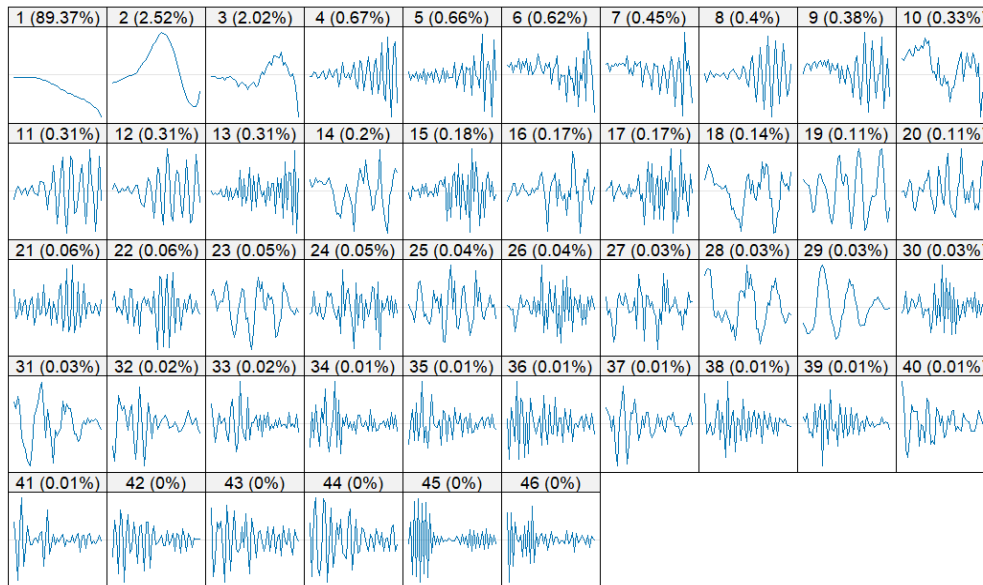 1 (89.37%) 2 (2.52%) 3 (2.02%) 4 (0.67%) 5 (0.66%) 6 (0.62%) 7 (0.45%) 8 (0.4%) 9 (0.38%) 10 (0.33%)
11 (0.31%) 12 (0.31%) 13 (0.31%) 14 (0.2%) 15 (0.18%) 16 (0.17%) 17 (0.17%) 18 (0.14%) 19 (0.11%) 20 (0.11%)
21 (0.06%) 22 (0.06%) 23 (0.05%) 24 (0.05%) 25 (0.04%) 26 (0.04%) 27 (0.03%) 28 (0.03%) 29 (0.03%) 30 (0.03%)
31 (0.03%) 32 (0.02%) 33 (0.02%) 34 (0.01%) 35 (0.01%) 36 (0.01%) 37 (0.01%) 38 (0.01%) 39 (0.01%) 40 (0.01%)
41 (0.01%) 42 (0%) 43 (0%) 44 (0%) 45 (0%) 46 (0%)